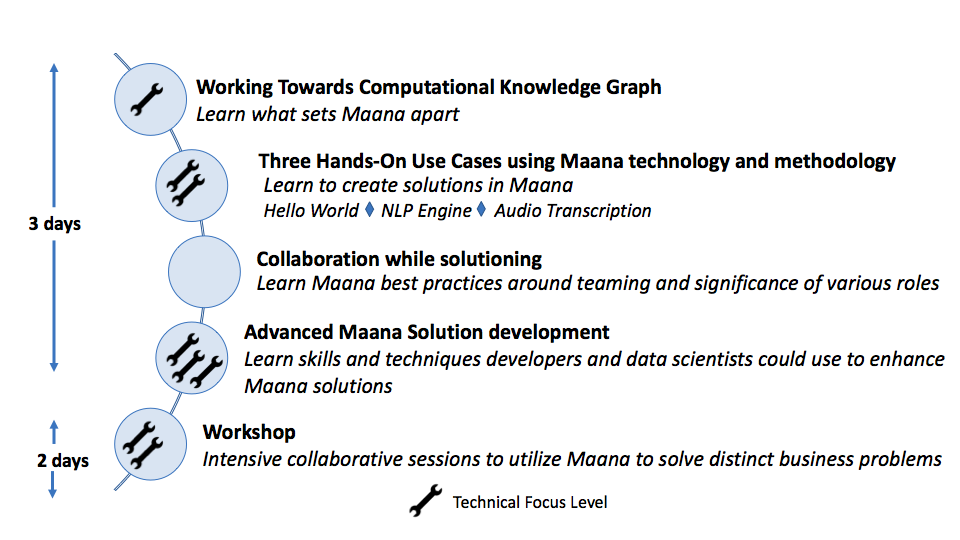 Working Towards Computational Knowledge Graph
Learn what sets Maana apart
Three Hands-On Use Cases using Maana technology and methodology
Learn to create solutions in Maana
Hello World ♦ NLP Engine ♦ Audio Transcription
3 days
Collaboration while solutioning
Learn Maana best practices around teaming and significance of various roles
Advanced Maana Solution development
Learn skills and techniques developers and data scientists could use to enhance
Maana solutions
Workshop
2 days
Intensive collaborative sessions to utilize Maana to solve distinct business problems
Technical Focus Level